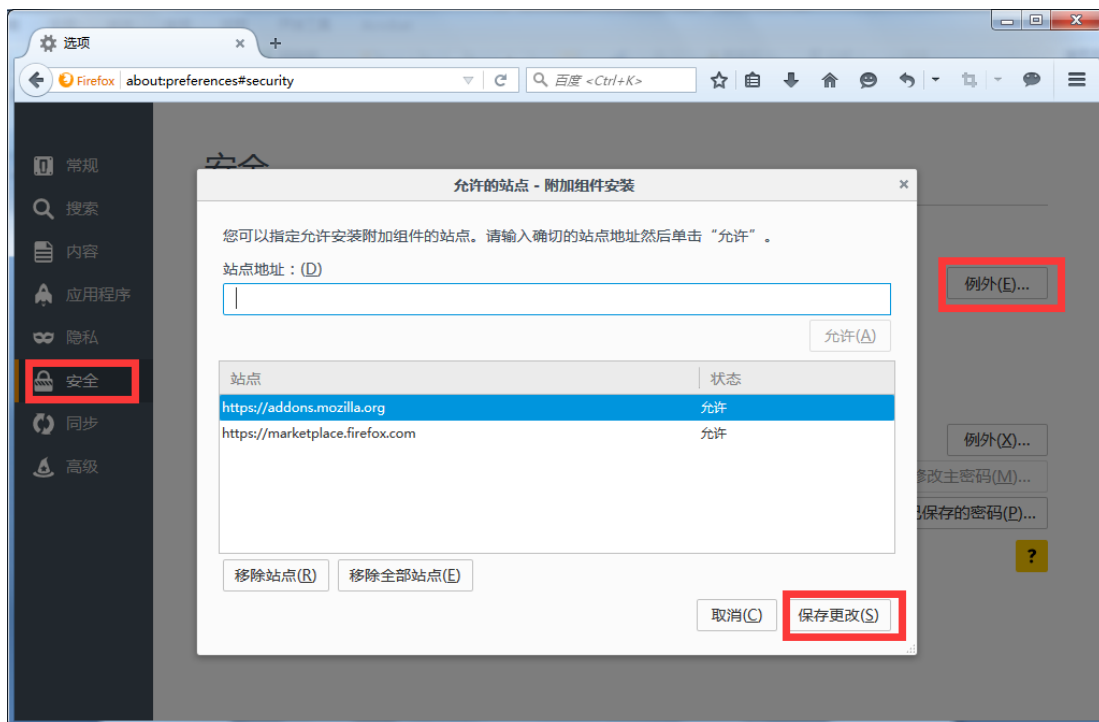 选项
Firefox about:preferences#security
百度 <Ctrl+K>
常规
搜索
内容
应用程序
隐私
安全
同步
高级
安全
允许的站点 - 附加组件安装
您可以指定允许安装附加组件的站点。请输入确切的站点地址然后单击“允许”。
站点地址：(D)
允许(A)
站点 状态
https://addons.mozilla.org 允许
https://marketplace.firefox.com 允许
移除站点(R) 移除全部站点(E)
取消(C) 保存更改(S)
例外(E)...
例外(X)...
修改主密码(M)...
已保存的密码(P)...
?